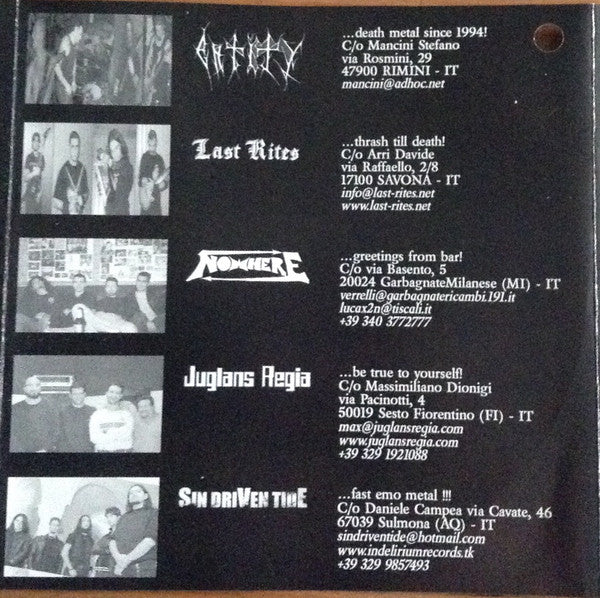 Entity
...death metal since 1994!
C/o Mancini Stefano
via Rosmini, 29
47900 RIMINI - IT
mancini@adhoc.net
Last Rites
...thrash till death!
C/o Arri Davide
via Raffaello, 2/8
17100 SAVONA - IT
info@last-rites.net
www.last-rites.net
NOWHERE
...greetings from bar!
C/o via Basento, 5
20024 GarbagnateMilanese (MI) - IT
verrelli@garbagnatericambi.191.it
lucax2n@tiscali.it
+39 340 3772777
Juglans Regia
...be true to yourself!
C/o Massimiliano Dionigi
via Pacinotti, 4
50019 Sesto Fiorentino (FI) - IT
max@juglansregia.com
www.juglansregia.com
+39 329 1921088
SIN DRIVEN TIDE
...fast emo metal !!!
C/o Daniele Campea via Cavate, 46
67039 Sulmona (AQ) - IT
sindriventide@hotmail.com
www.indeliriumrecords.tk
+39 329 9857493